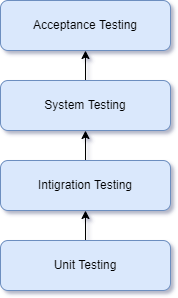 Acceptance Testing
System Testing
Intigration Testing
Unit Testing